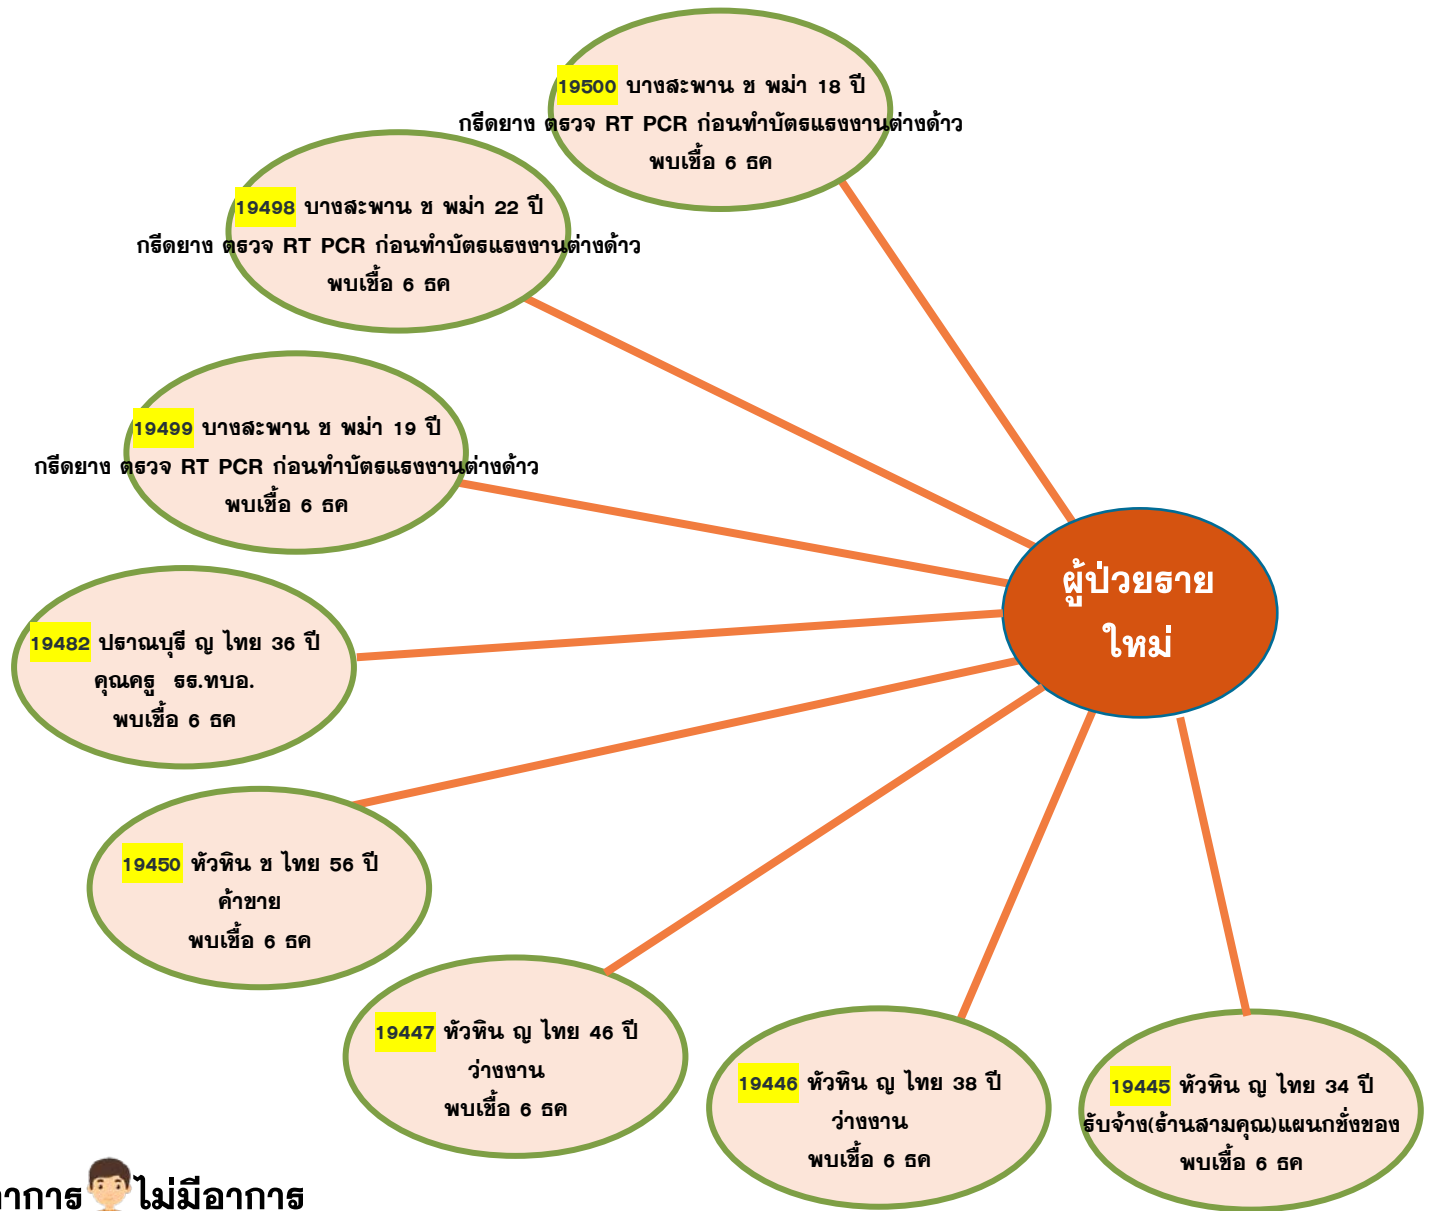 19500 บางสะพาน ช พม่า 18 ปี
กรีดยาง ตรวจ RT PCR ก่อนทำบัตรแรงงานต่างด้าว
พบเชื้อ 6 ธค
19498 บางสะพาน ช พม่า 22 ปี
กรีดยาง ตรวจ RT PCR ก่อนทำบัตรแรงงานต่างด้าว
พบเชื้อ 6 ธค
19499 บางสะพาน ช พม่า 19 ปี
กรีดยาง ตรวจ RT PCR ก่อนทำบัตรแรงงานต่างด้าว
พบเชื้อ 6 ธค
ผู้ป่วยราย
ใหม่
19482 ปราณบุรี ญ ไทย 36 ปี
คุณครู รร.ทบอ.
พบเชื้อ 6 ธค
19450 หัวหิน ช ไทย 56 ปี
ค้าขาย
พบเชื้อ 6 ธค
19447 หัวหิน ญ ไทย 46 ปี
ว่างงาน
พบเชื้อ 6 ธค
19446 หัวหิน ญ ไทย 38 ปี
ว่างงาน
พบเชื้อ 6 ธค
19445 หัวหิน ญ ไทย 34 ปี
รับจ้าง(ร้านสามคุณ)แผนกชั่งของ
พบเชื้อ 6 ธค
อาการ ไม่มีอาการ